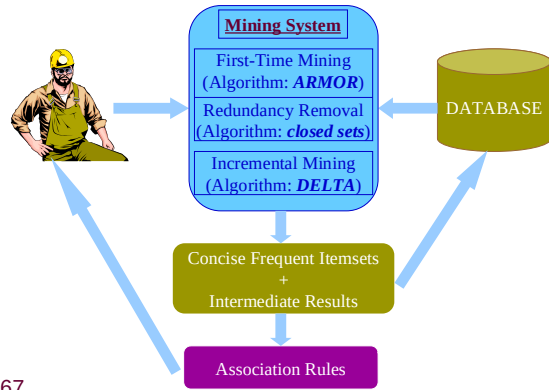 Mining System
First-Time Mining
(Algorithm: ARMOR)
Redundancy Removal
(Algorithm: closed sets)
Incremental Mining
(Algorithm: DELTA)
DATABASE
Concise Frequent Itemsets
+
Intermediate Results
Association Rules
67